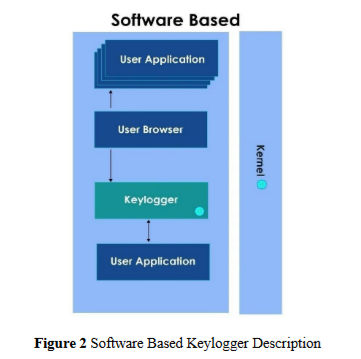 Software Based
User Application
User Browser
Keylogger
User Application
Kernel
Figure 2 Software Based Keylogger Description